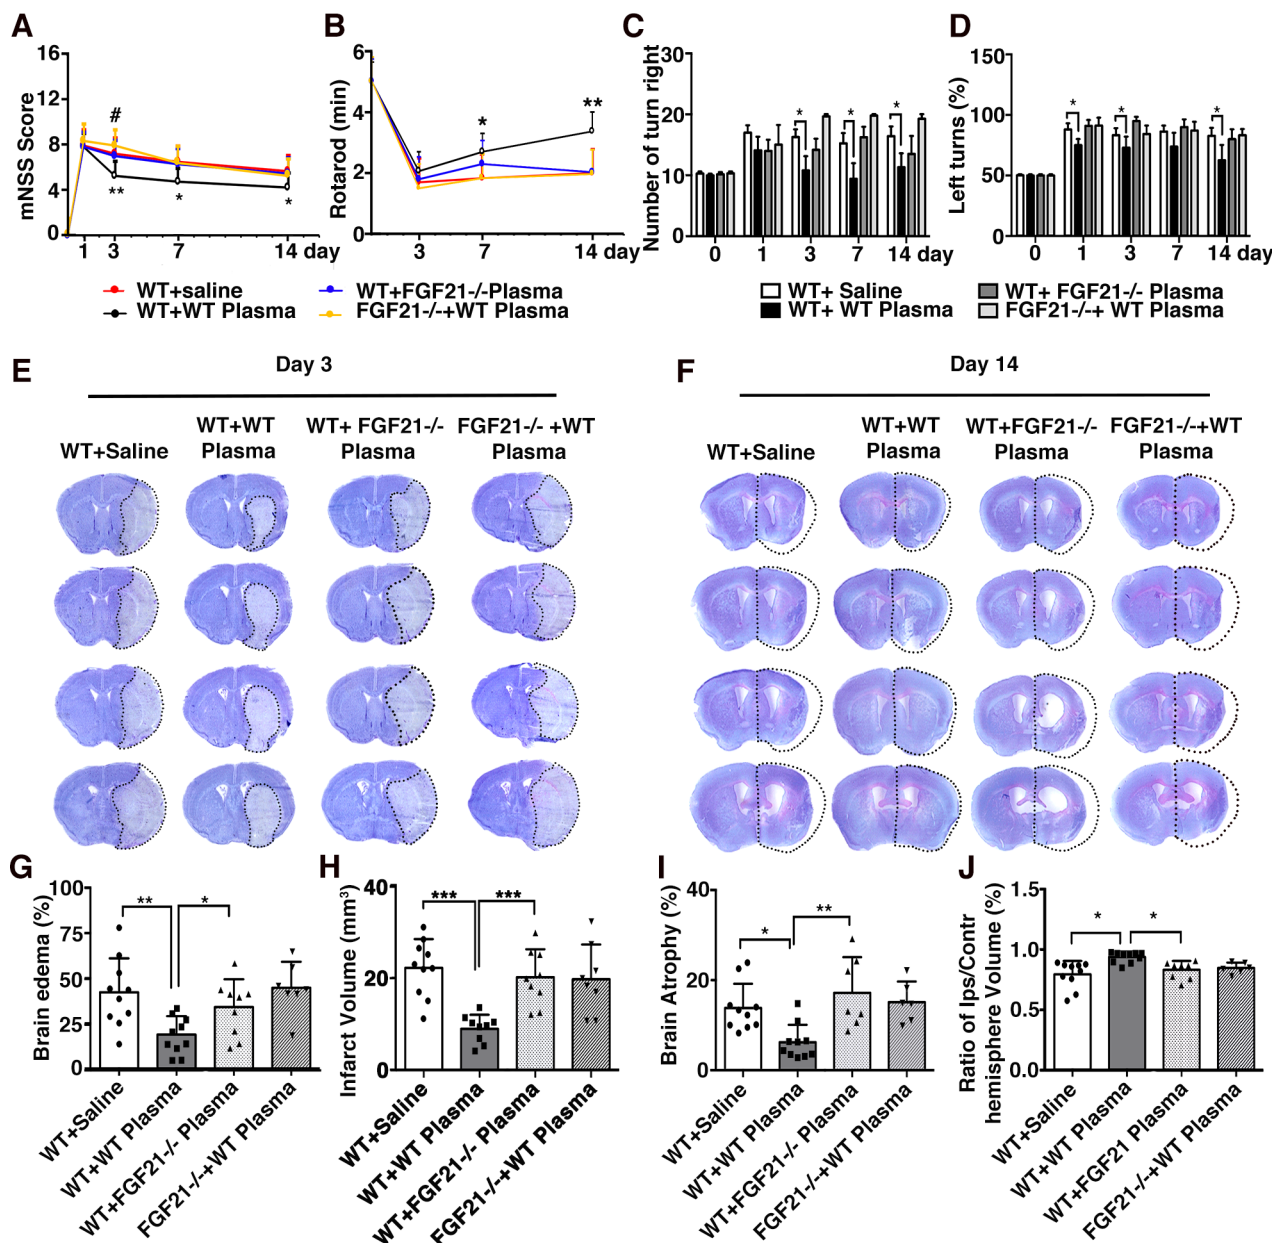 A
B
C
D
mNSS Score
16
12
8
4
0
#
**
*
*
1 3 7 14 day
Rotarod (min)
6
4
2
0
*
**
3 7 14 day
Number of turn right
30
20
10
0
* * *
0 1 3 7 14 day
Left turns (%)
150
100
50
0
* * *
0 1 3 7 14 day
WT+saline
WT+WT Plasma
WT+FGF21-/-Plasma
FGF21-/-+WT Plasma
WT+ Saline
WT+ WT Plasma
WT+ FGF21-/- Plasma
FGF21-/-+ WT Plasma
E
Day 3
WT+Saline
WT+WT
Plasma
WT+ FGF21-/-
Plasma
FGF21-/- +WT
Plasma
F
Day 14
WT+Saline
WT+WT
Plasma
WT+FGF21-/-
Plasma
FGF21-/-+WT
Plasma
G
Brain edema (%)
100
75
50
25
0
** *
WT+Saline
WT+WT Plasma
WT+FGF21-/- Plasma
FGF21-/-+WT Plasma
H
Infarct Volume (mm³)
40
20
0
*** ***
WT+Saline
WT+WT Plasma
WT+FGF21-/- Plasma
FGF21-/-+WT Plasma
I
Brain Atrophy (%)
40
20
0
* **
WT+Saline
WT+WT Plasma
WT+FGF21-/- Plasma
FGF21-/-+WT Plasma
J
Ratio of Ips/Contr
hemisphere Volume (%)
1.5
1.0
0.5
0.0
* *
WT+Saline
WT+WT Plasma
WT+FGF21 Plasma
FGF21-/-+WT Plasma